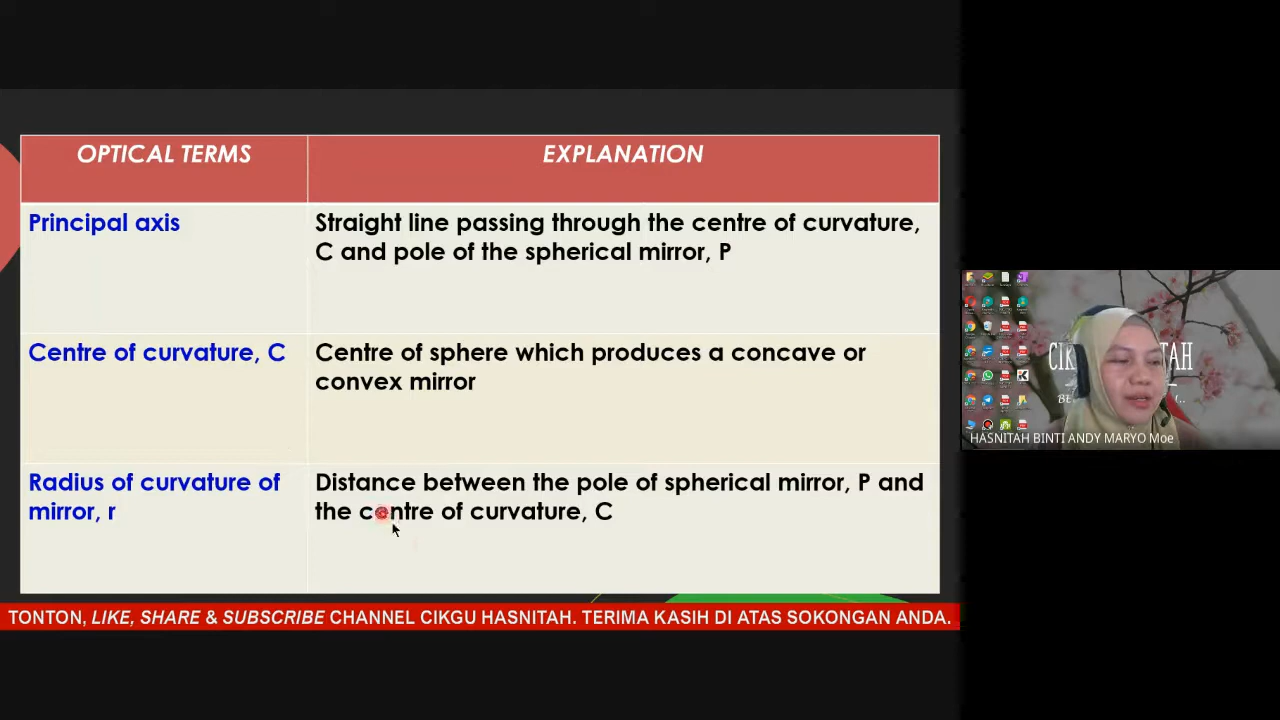 OPTICAL TERMS
EXPLANATION
Principal axis
Straight line passing through the centre of curvature,
C and pole of the spherical mirror, P
Centre of curvature, C
Centre of sphere which produces a concave or
convex mirror
Radius of curvature of
mirror, r
Distance between the pole of spherical mirror, P and
the centre of curvature, C
CIK
TAH
BE
HASNITAH BINTI ANDY MARYO Moe
TONTON, LIKE, SHARE & SUBSCRIBE CHANNEL CIKGU HASNITAH. TERIMA KASIH DI ATAS SOKONGAN ANDA.